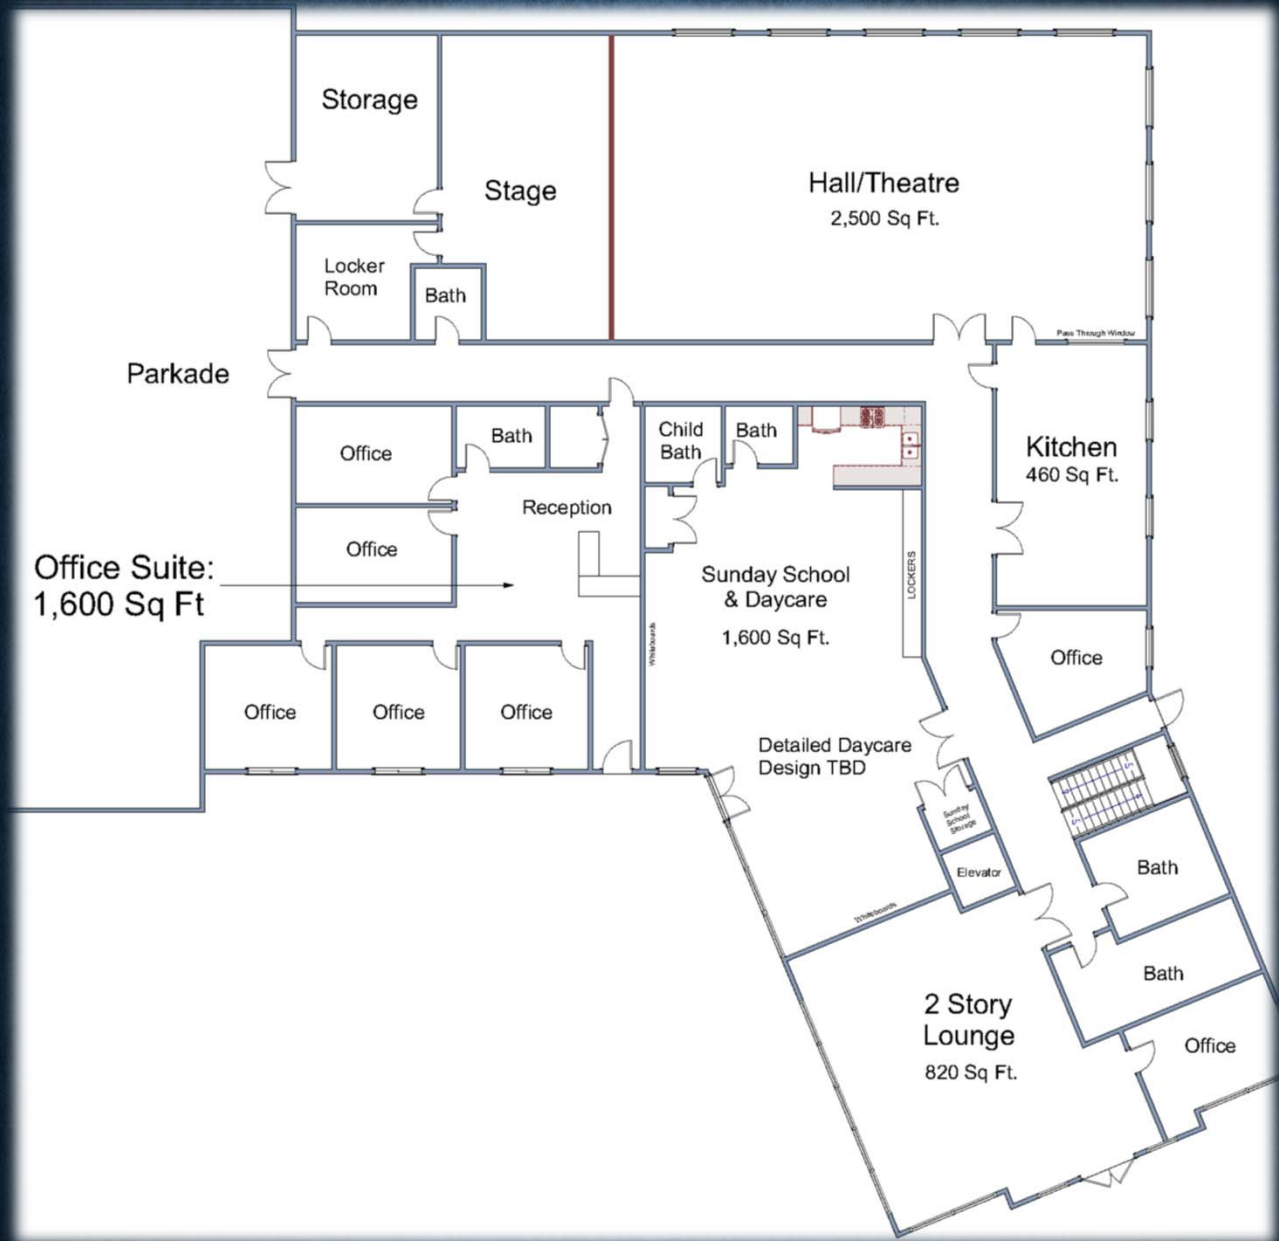 Storage
Stage
Hall/Theatre
2,500 Sq Ft.
Locker
Room
Bath
Pass Through Window
Parkade
Office
Bath
Child
Bath
Bath
Kitchen
460 Sq Ft.
Reception
Office
Office Suite:
1,600 Sq Ft
Sunday School
& Daycare
1,600 Sq Ft.
LOCKERS
Whiteboards
Office
Office
Office
Office
Detailed Daycare
Design TBD
Sunday
School
Storage
Elevator
Bath
Whiteboards
Bath
2 Story
Lounge
820 Sq Ft.
Office